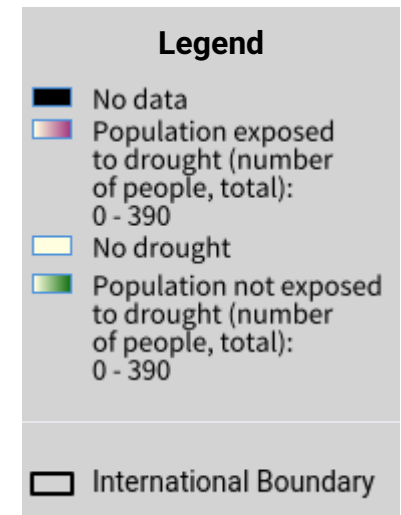 Legend
No data
Population exposed
to drought (number
of people, total):
0 - 390
No drought
Population not exposed
to drought (number
of people, total):
0 - 390
International Boundary